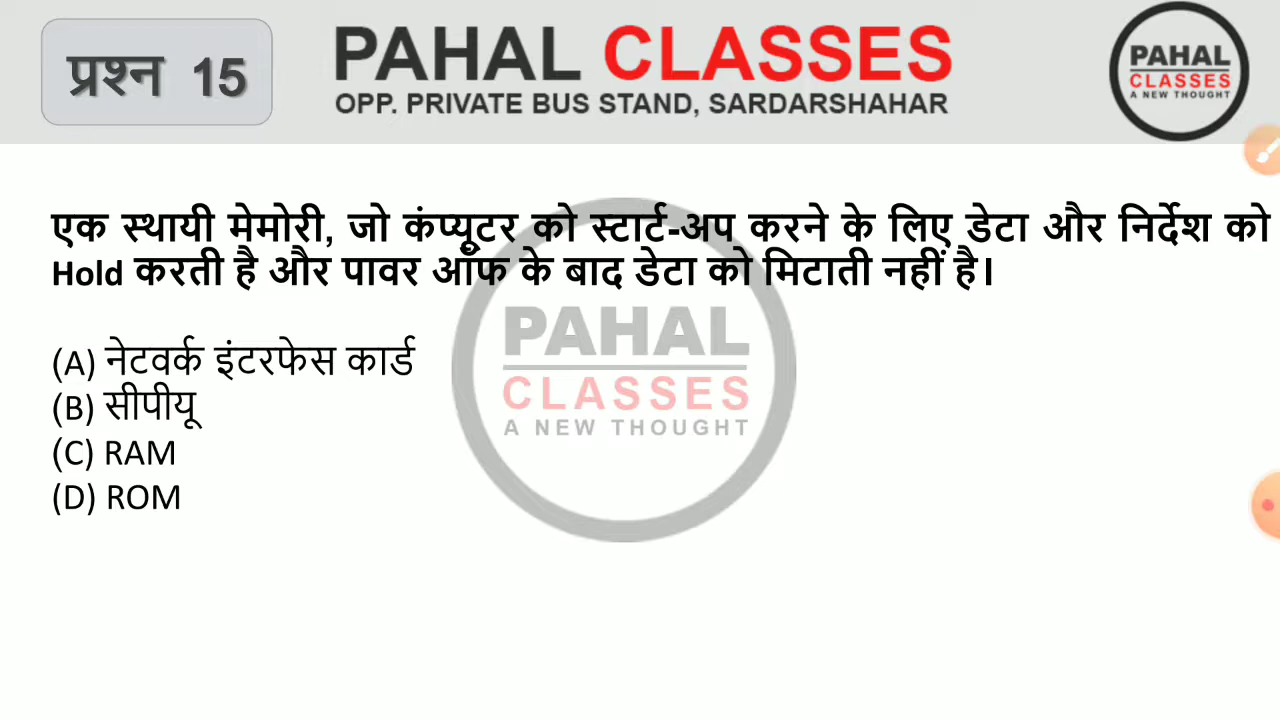 प्रश्न 15
PAHAL CLASSES
OPP. PRIVATE BUS STAND, SARDARSHAHAR
PAHAL
CLASSES
A NEW THOUGHT
एक स्थायी मेमोरी, जो कंप्यूटर को स्टार्ट-अप करने के लिए डेटा और निर्देश को
Hold करती है और पावर ऑफ के बाद डेटा को मिटाती नहीं है।
(A) नेटवर्क इंटरफेस कार्ड
(B) सीपीयू
(C) RAM
(D) ROM
PAHAL
CLASSES
A NEW THOUGHT